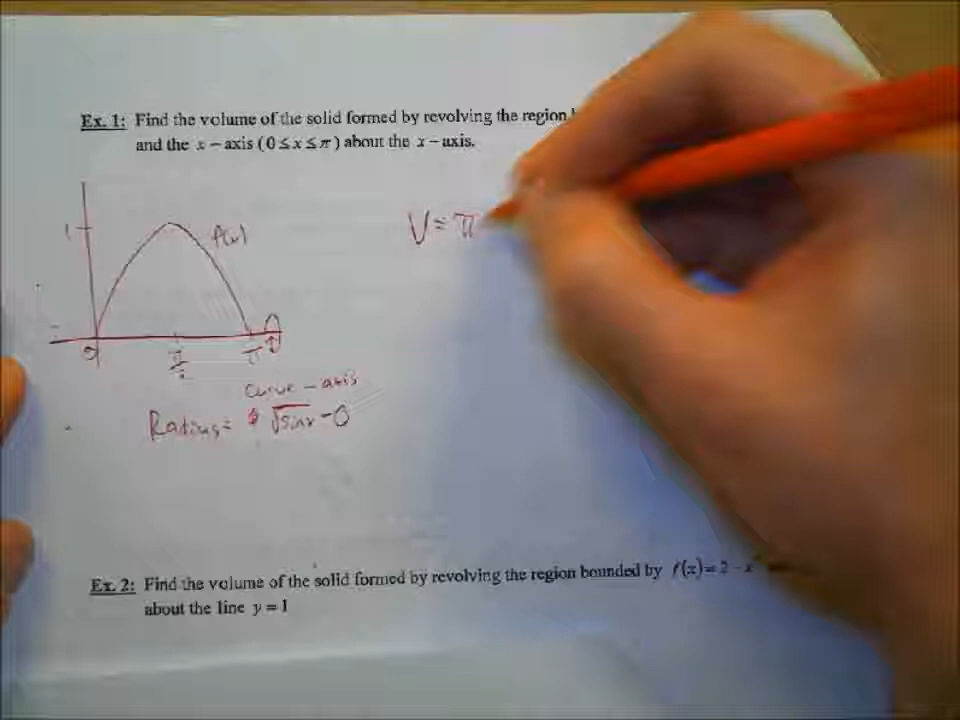 Ex. 1: Find the volume of the solid formed by revolving the region
and the x – axis (0 ≤ x ≤ π) about the x – axis.
1
f(x)
V = π
0
π/2
π
curve - axis
Radius = √sinx - 0
Ex. 2: Find the volume of the solid formed by revolving the region bounded by f(x) = 2 - x
about the line y = 1